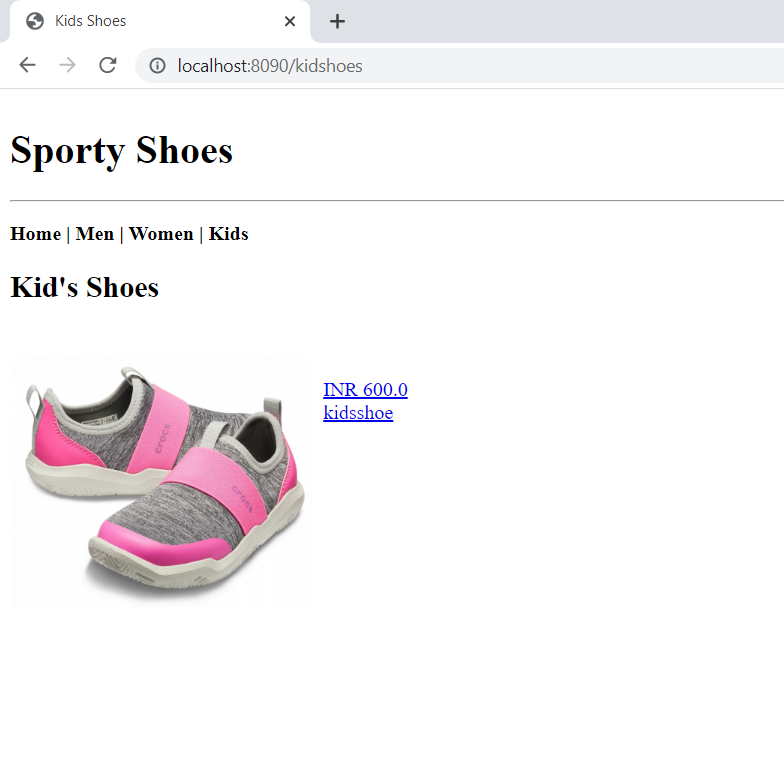 Kids Shoes
localhost:8090/kidshoes
Sporty Shoes
Home | Men | Women | Kids
Kid's Shoes
INR 600.0
kidsshoe
crocs
crocs